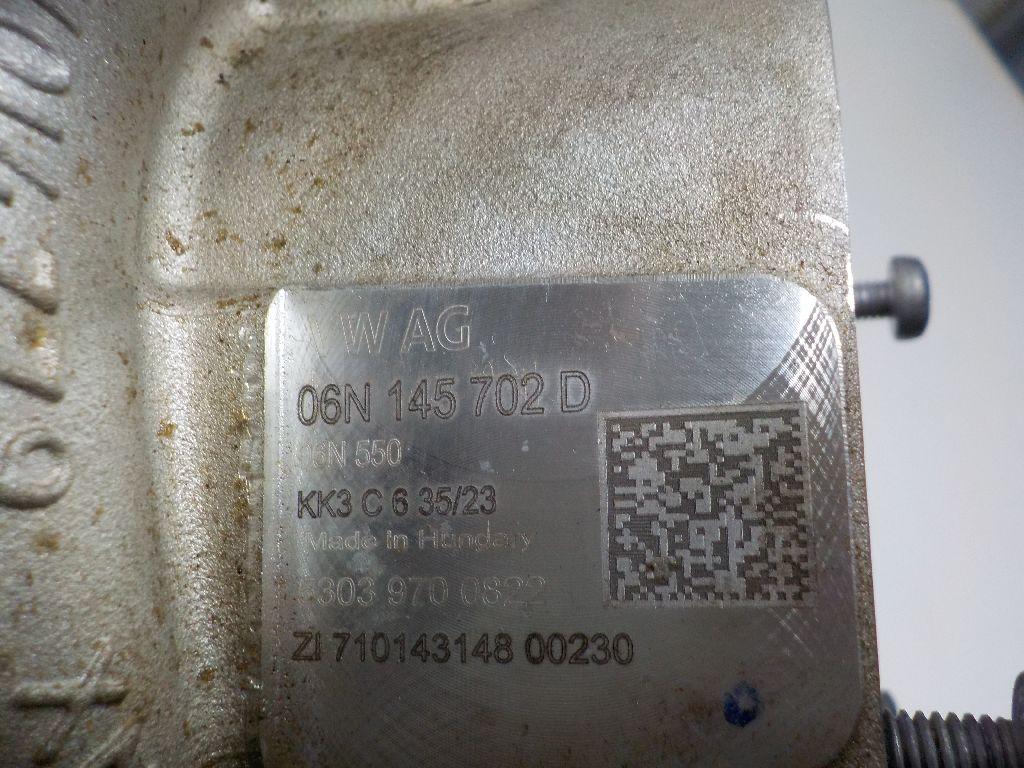 VW AG
06N 145 702 D
06N 550
KK3 C 6 35/23
Made in Hungary
5303 970 0822
ZI 710143148 00230